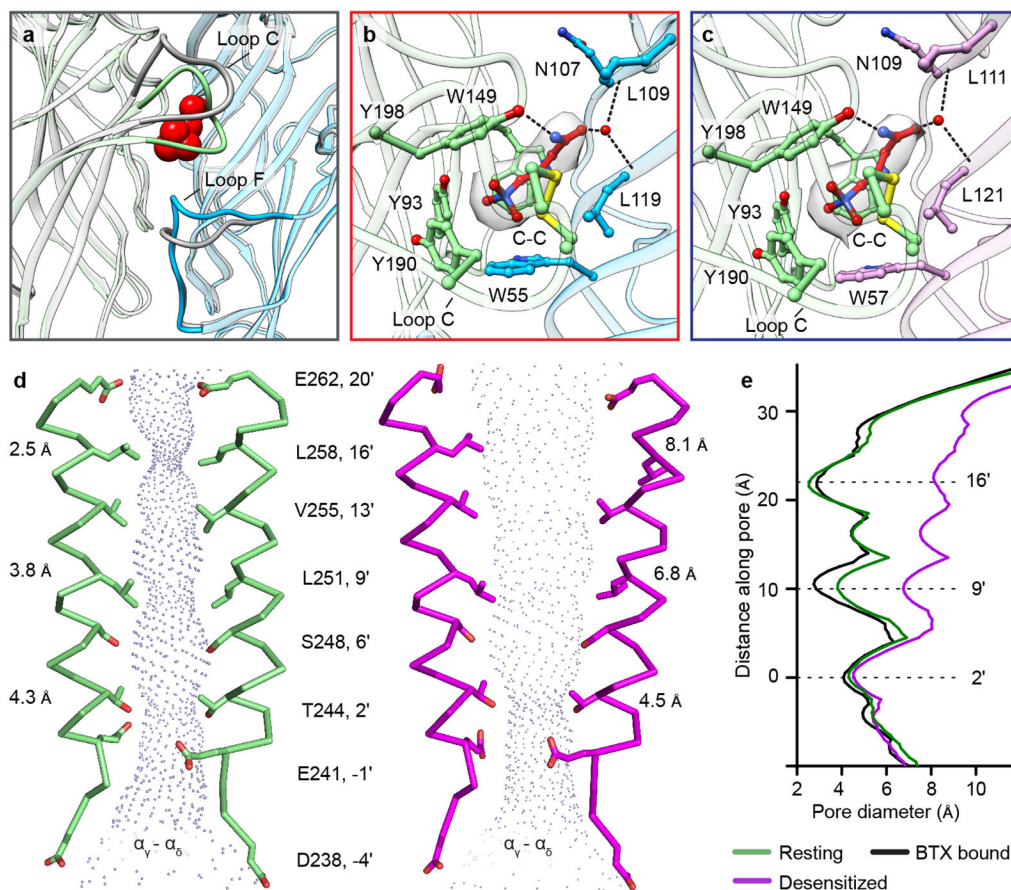 a
Loop C
Loop F
b
N107
W149
L109
Y198
Y93
L119
Y190
C-C
W55
Loop C
c
N109
W149
L111
Y198
Y93
L121
Y190
C-C
W57
Loop C
d
E262, 20'
2.5 Å
L258, 16'
8.1 Å
V255, 13'
3.8 Å
L251, 9'
6.8 Å
S248, 6'
4.3 Å
T244, 2'
4.5 Å
E241, -1'
αγ - αδ
D238, -4'
αγ - αδ
e
Distance along pore (Å)
30
20
10
0
16'
9'
2'
2 4 6 8 10 12
Pore diameter (Å)
Resting
BTX bound
Desensitized